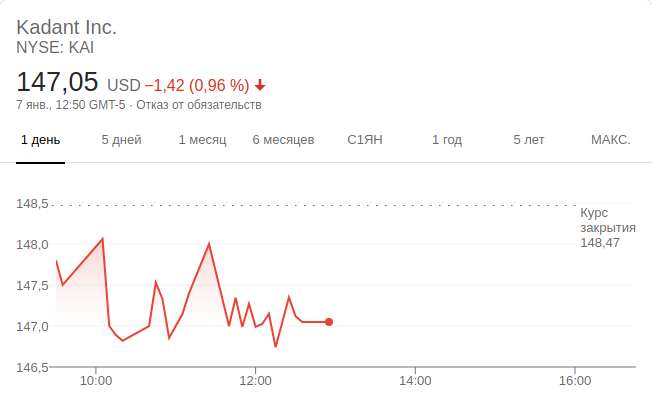 Kadant Inc.
NYSE: KAI
147,05 USD −1,42 (0,96 %)
7 янв., 12:50 GMT-5 · Отказ от обязательств
1 день 5 дней 1 месяц 6 месяцев С1ЯН 1 год 5 лет МАКС.
148,5
Курс
закрытия
148,47
148,0
147,5
147,0
146,5
10:00 12:00 14:00 16:00